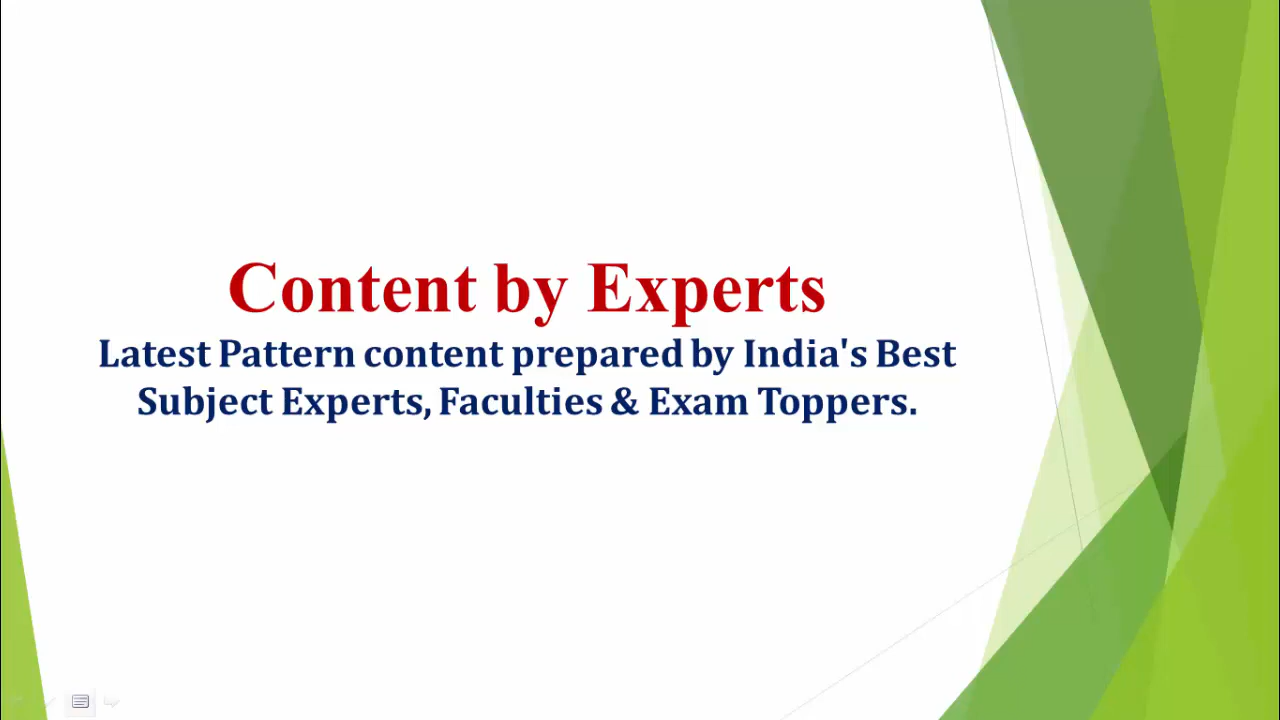 Content by Experts
Latest Pattern content prepared by India's Best
Subject Experts, Faculties & Exam Toppers.